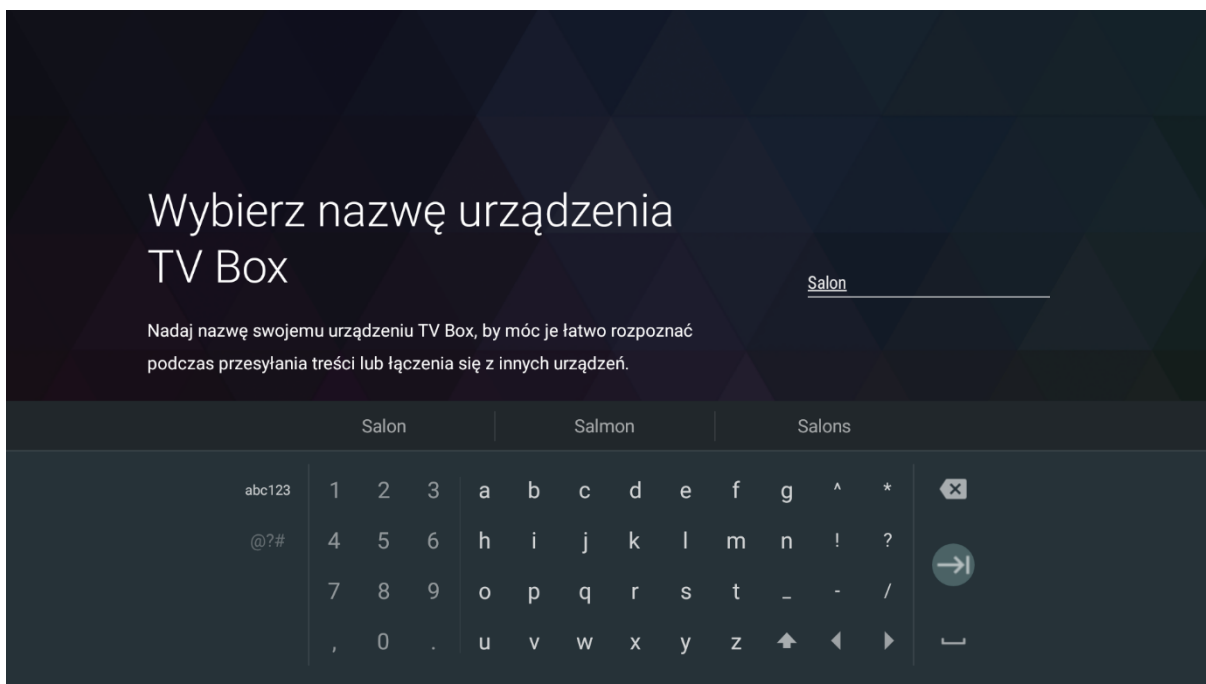 Wybierz nazwę urządzenia
TV Box
Salon
Nadaj nazwę swojemu urządzeniu TV Box, by móc je łatwo rozpoznać
podczas przesyłania treści lub łączenia się z innych urządzeń.
Salon Salmon Salons
abc123 1 2 3 a b c d e f g ^ *
@?# 4 5 6 h i j k l m n ! ?
7 8 9 o p q r s t _ - /
, 0 . u v w x y z